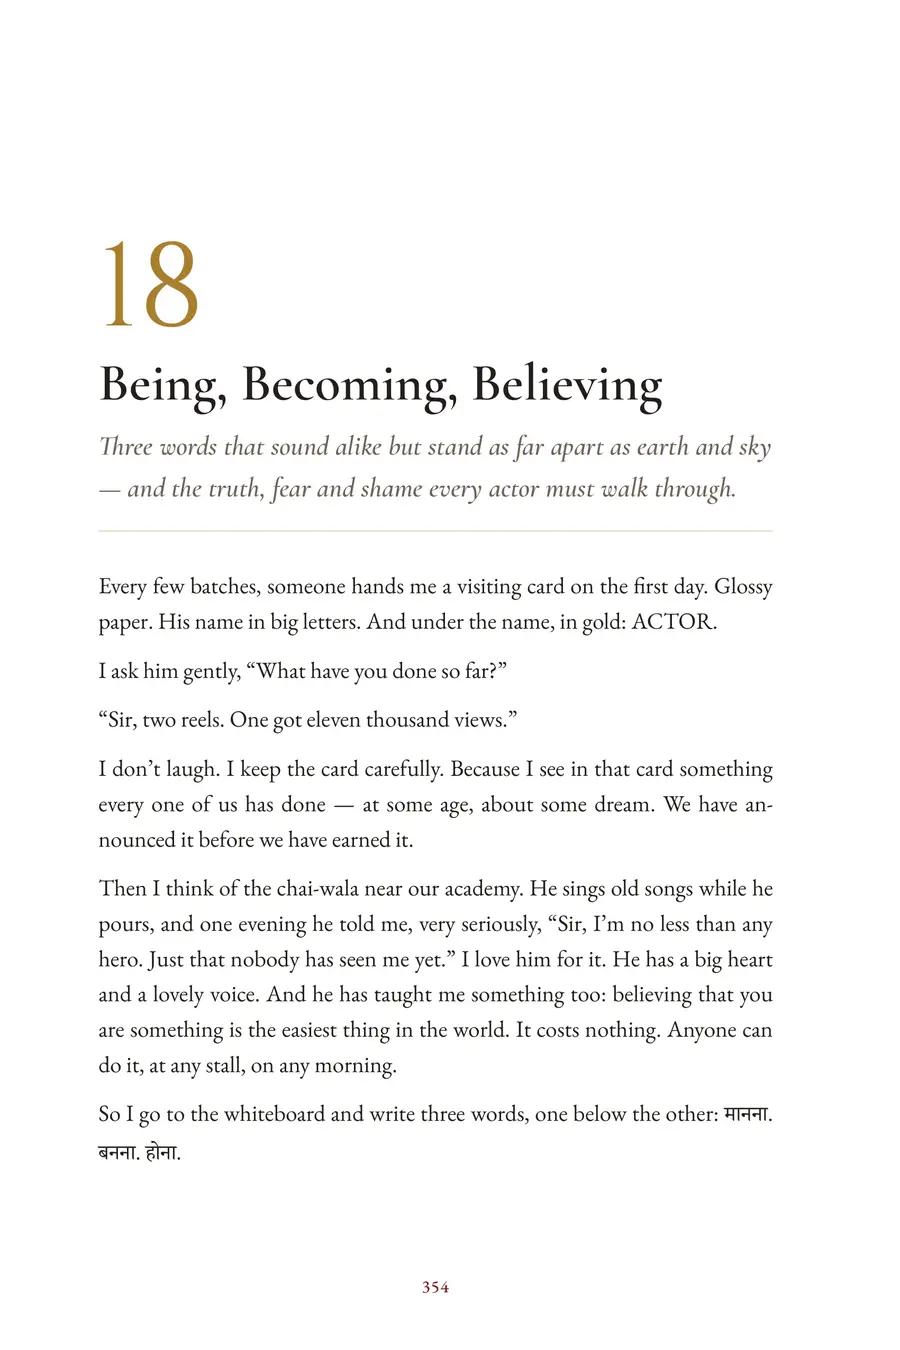 18
Being, Becoming, Believing
Three words that sound alike but stand as far apart as earth and sky
— and the truth, fear and shame every actor must walk through.
Every few batches, someone hands me a visiting card on the first day. Glossy
paper. His name in big letters. And under the name, in gold: ACTOR.
I ask him gently, “What have you done so far?”
“Sir, two reels. One got eleven thousand views.”
I don’t laugh. I keep the card carefully. Because I see in that card something
every one of us has done — at some age, about some dream. We have an-
nounced it before we have earned it.
Then I think of the chai-wala near our academy. He sings old songs while he
pours, and one evening he told me, very seriously, “Sir, I’m no less than any
hero. Just that nobody has seen me yet.” I love him for it. He has a big heart
and a lovely voice. And he has taught me something too: believing that you
are something is the easiest thing in the world. It costs nothing. Anyone can
do it, at any stall, on any morning.
So I go to the whiteboard and write three words, one below the other: मानना.
बनना. होना.
354